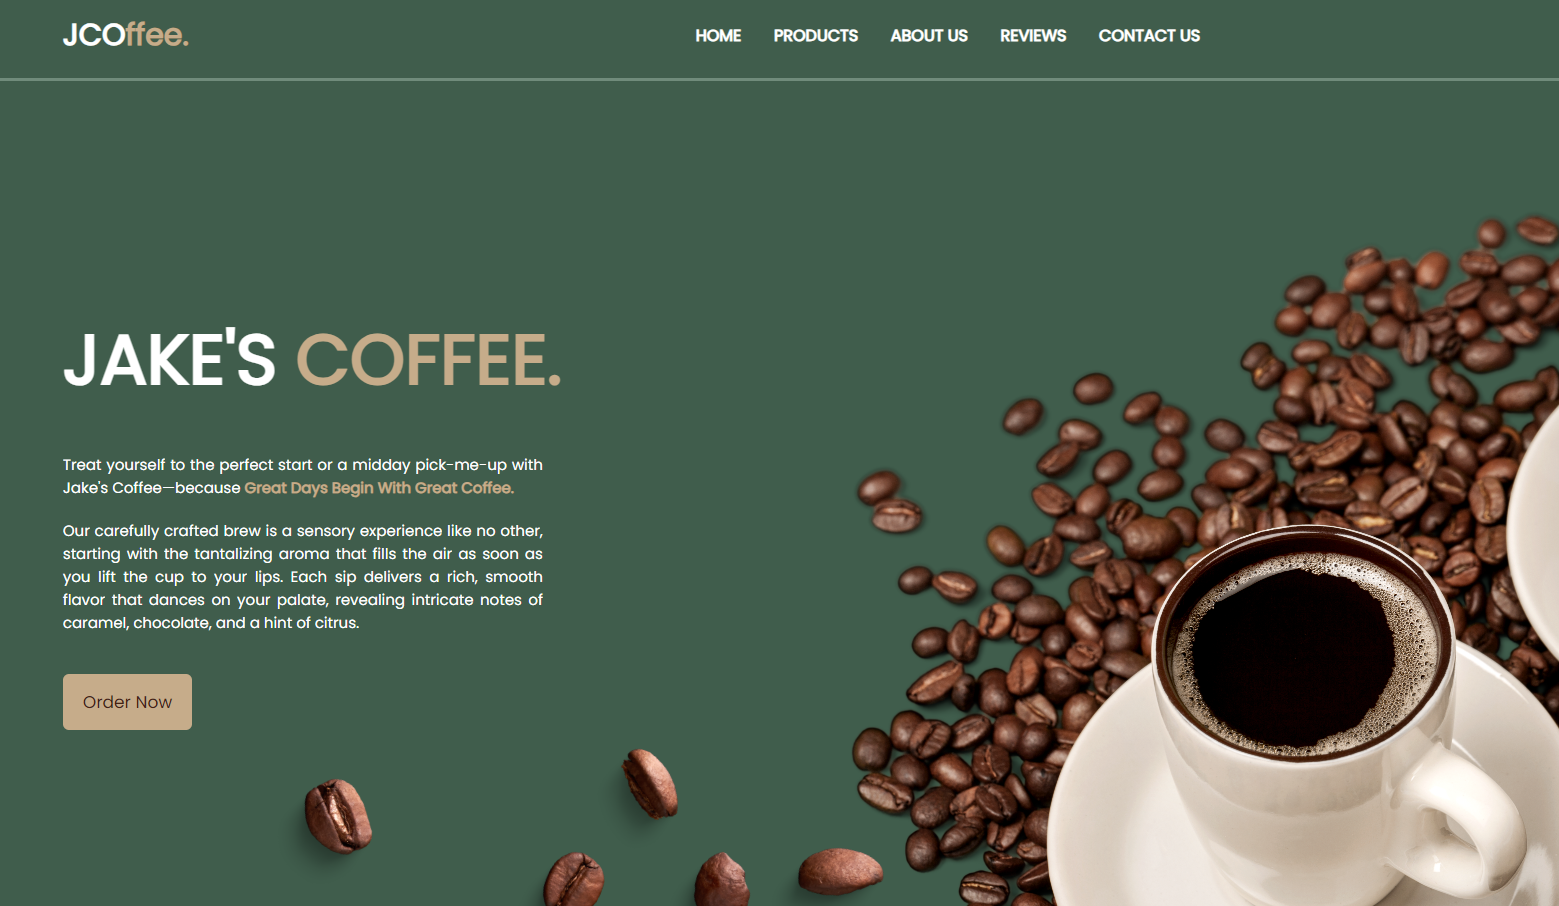 JCOffee.
HOME PRODUCTS ABOUT US REVIEWS CONTACT US
JAKE'S COFFEE.
Treat yourself to the perfect start or a midday pick-me-up with
Jake's Coffee—because Great Days Begin With Great Coffee.
Our carefully crafted brew is a sensory experience like no other,
starting with the tantalizing aroma that fills the air as soon as
you lift the cup to your lips. Each sip delivers a rich, smooth
flavor that dances on your palate, revealing intricate notes of
caramel, chocolate, and a hint of citrus.
Order Now